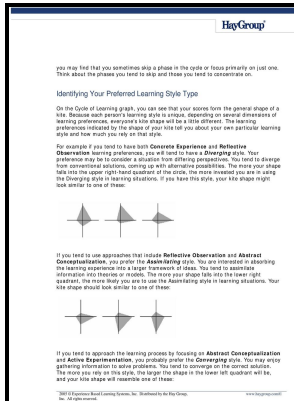 HayGroup®
you may find that you sometimes skip a phase in the cycle or focus primarily on just one.
Think about the phases you tend to skip and those you tend to concentrate on.
Identifying Your Preferred Learning Style Type
On the Cycle of Learning graph, you can see that your scores form the general shape of a
kite. Because each person's learning style is unique, depending on several dimensions of
learning preferences, everyone's kite shape will be a little different. The learning
preferences indicated by the shape of your kite tell you about your own particular learning
style and how much you rely on that style.
For example if you tend to have both Concrete Experience and Reflective
Observation learning preferences, you will tend to have a Diverging style. Your
preference may be to consider a situation from differing perspectives. You tend to diverge
from conventional solutions, coming up with alternative possibilities. The more your shape
falls into the upper right-hand quadrant of the circle, the more invested you are in using
the Diverging style in learning situations. If you have this style, your kite shape might
look similar to one of these:
If you tend to use approaches that include Reflective Observation and Abstract
Conceptualization, you prefer the Assimilating style. You are interested in absorbing
the learning experience into a larger framework of ideas. You tend to assimilate
information into theories or models. The more your shape falls into the lower right
quadrant, the more likely you are to use the Assimilating style in learning situations. Your
kite shape should look similar to one of these:
If you tend to approach the learning process by focusing on Abstract Conceptualization
and Active Experimentation, you probably prefer the Converging style. You may enjoy
gathering information to solve problems. You tend to converge on the correct solution.
The more you rely on this style, the larger the shape in the lower left quadrant will be,
and your kite shape will resemble one of these:
2005 © Experience Based Learning Systems, Inc. Distributed by the Hay Group,
Inc. All rights reserved.